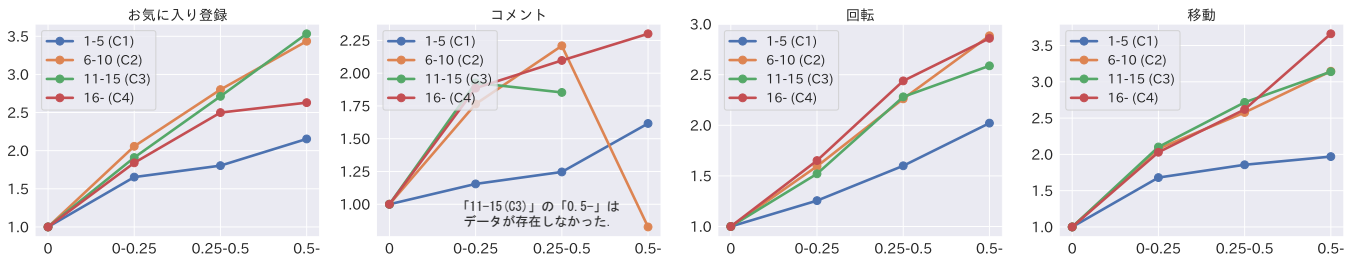 お気に入り登録
3.5
3.0
2.5
2.0
1.5
1.0
1-5 (C1)
6-10 (C2)
11-15 (C3)
16- (C4)
0
0-0.25
0.25-0.5
0.5-
コメント
2.25
2.00
1.75
1.50
1.25
1.00
1-5 (C1)
6-10 (C2)
11-15 (C3)
16- (C4)
「11-15(C3)」の「0.5-」は
データが存在しなかった.
0
0-0.25
0.25-0.5
0.5-
回転
3.0
2.5
2.0
1.5
1.0
1-5 (C1)
6-10 (C2)
11-15 (C3)
16- (C4)
0
0-0.25
0.25-0.5
0.5-
移動
3.5
3.0
2.5
2.0
1.5
1.0
1-5 (C1)
6-10 (C2)
11-15 (C3)
16- (C4)
0
0-0.25
0.25-0.5
0.5-